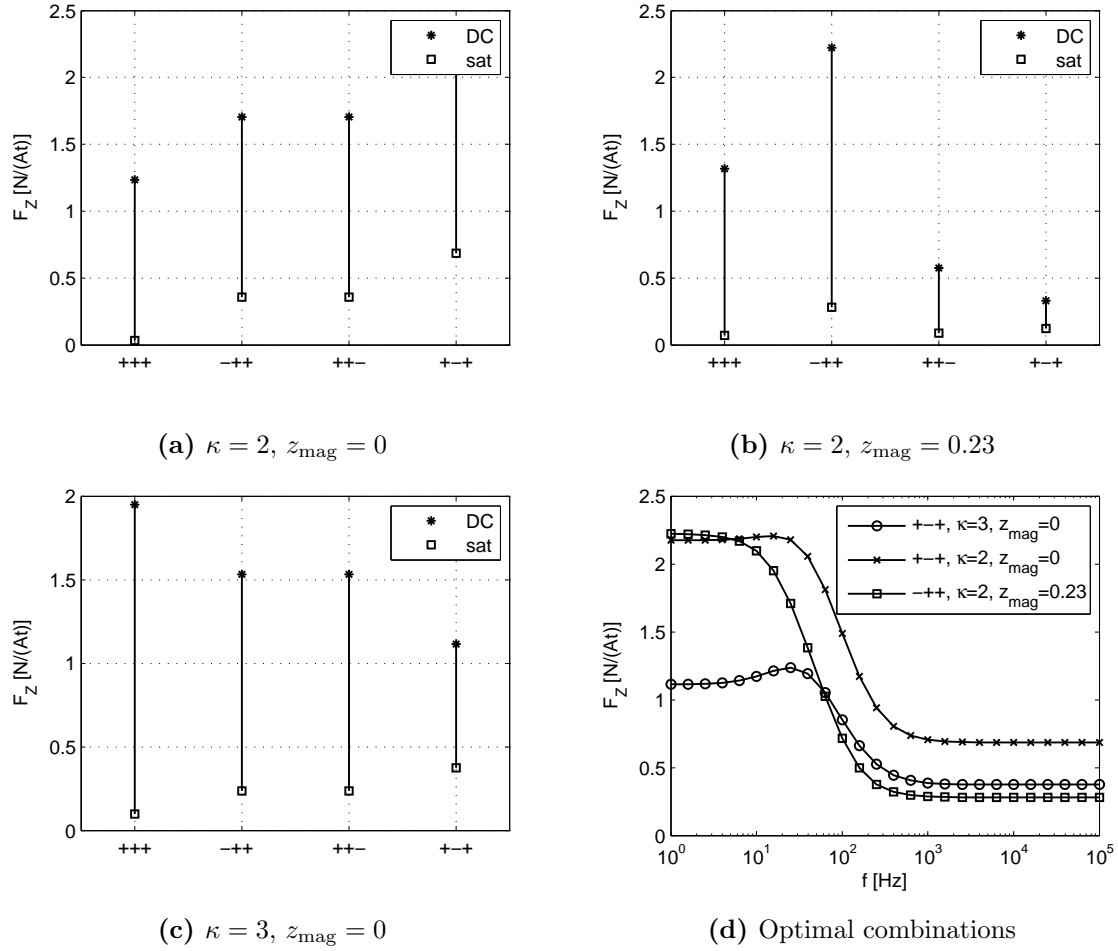 2.5
2
1.5
1
0.5
0
F_Z [N/(At)]
DC
sat
+++
−++
++−
+−+
(a) κ = 2, z_mag = 0
2.5
2
1.5
1
0.5
0
F_Z [N/(At)]
DC
sat
+++
−++
++−
+−+
(b) κ = 2, z_mag = 0.23
2
1.5
1
0.5
0
F_Z [N/(At)]
DC
sat
+++
−++
++−
+−+
(c) κ = 3, z_mag = 0
2.5
2
1.5
1
0.5
0
F_Z [N/(At)]
+−+, κ=3, z_mag=0
+−+, κ=2, z_mag=0
−++, κ=2, z_mag=0.23
10^0 10^1 10^2 10^3 10^4 10^5
f [Hz]
(d) Optimal combinations